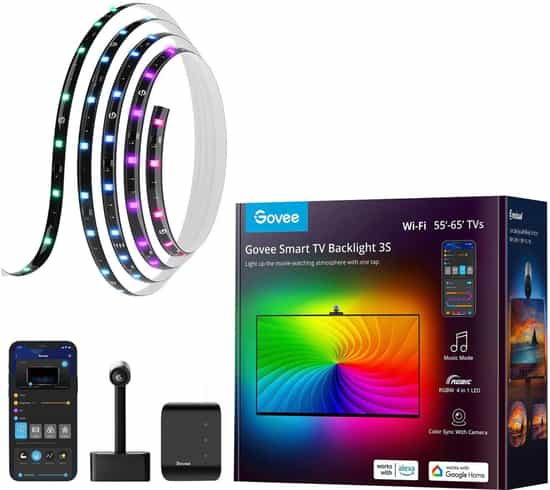 Govee
Wi-Fi 55'-65' TVs
Govee Smart TV Backlight 3S
Light up the movie-watching atmosphere with one tap.
Music Mode
RGBIC
RGBW 4 in 1 LED
Color Sync With Camera
works with
alexa
works with
Google Home
Govee